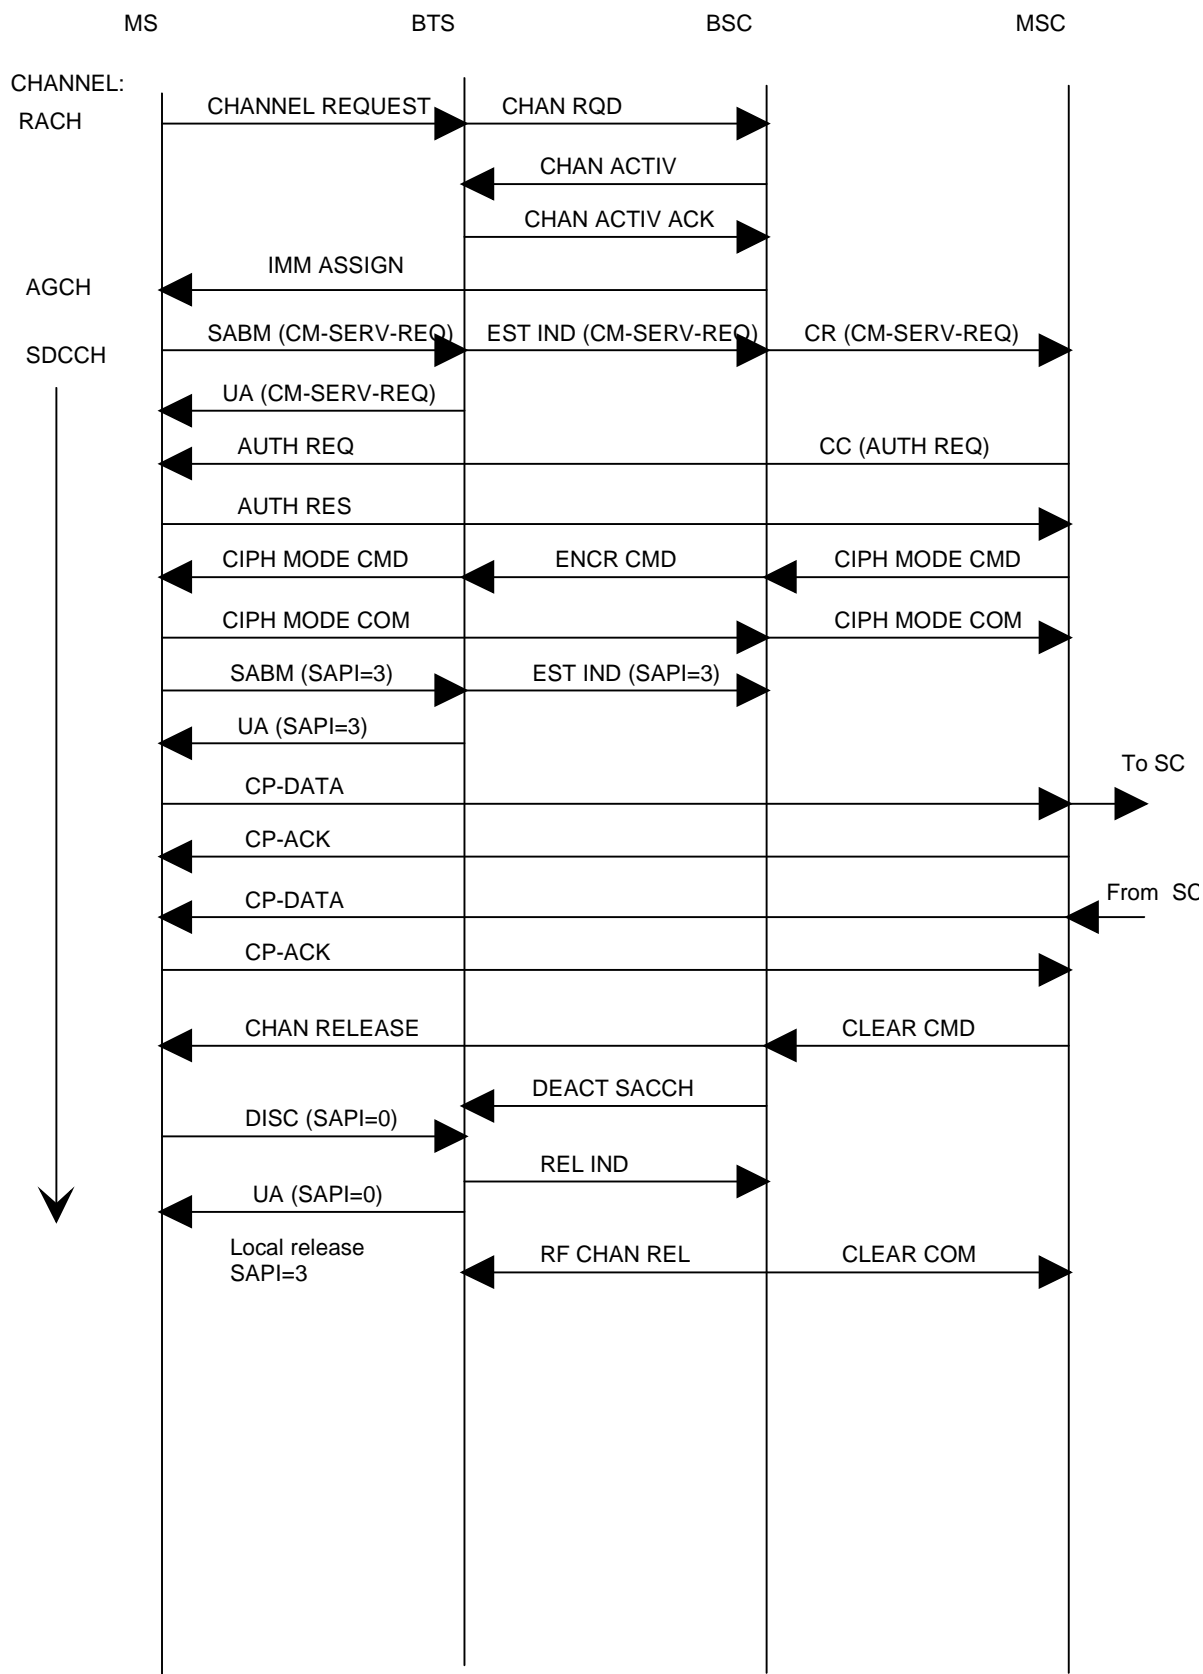 MS BTS BSC MSC
CHANNEL:
RACH CHANNEL REQUEST CHAN RQD
CHAN ACTIV
CHAN ACTIV ACK
IMM ASSIGN
AGCH
SABM (CM-SERV-REQ) EST IND (CM-SERV-REQ) CR (CM-SERV-REQ)
SDCCH
UA (CM-SERV-REQ)
AUTH REQ CC (AUTH REQ)
AUTH RES
CIPH MODE CMD ENCR CMD CIPH MODE CMD
CIPH MODE COM CIPH MODE COM
SABM (SAPI=3) EST IND (SAPI=3)
UA (SAPI=3)
To SC
CP-DATA
CP-ACK
From SC
CP-DATA
CP-ACK
CHAN RELEASE CLEAR CMD
DEACT SACCH
DISC (SAPI=0)
REL IND
UA (SAPI=0)
Local release
SAPI=3
RF CHAN REL CLEAR COM